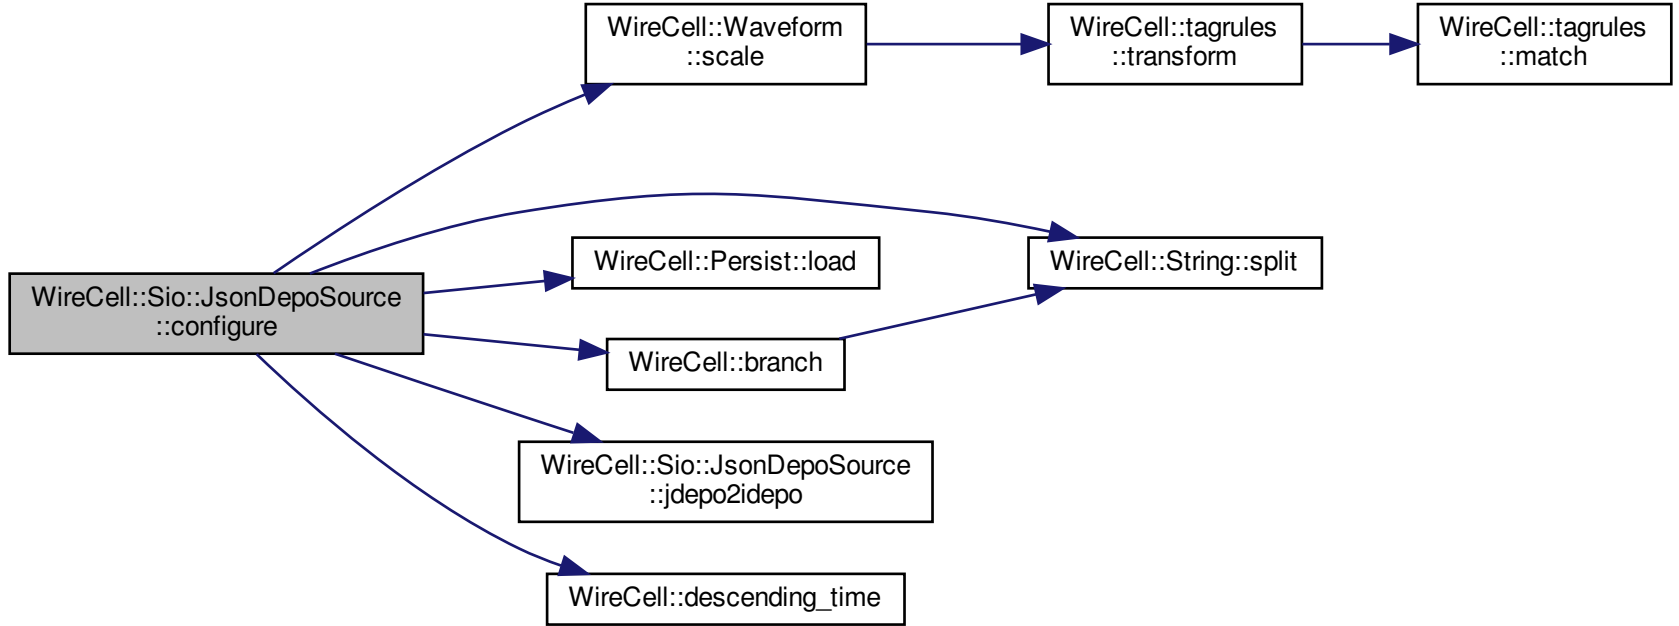 WireCell::Waveform
::scale
WireCell::tagrules
::transform
WireCell::tagrules
::match
WireCell::Persist::load
WireCell::String::split
WireCell::Sio::JsonDepoSource
::configure
WireCell::branch
WireCell::Sio::JsonDepoSource
::jdepo2idepo
WireCell::descending_time